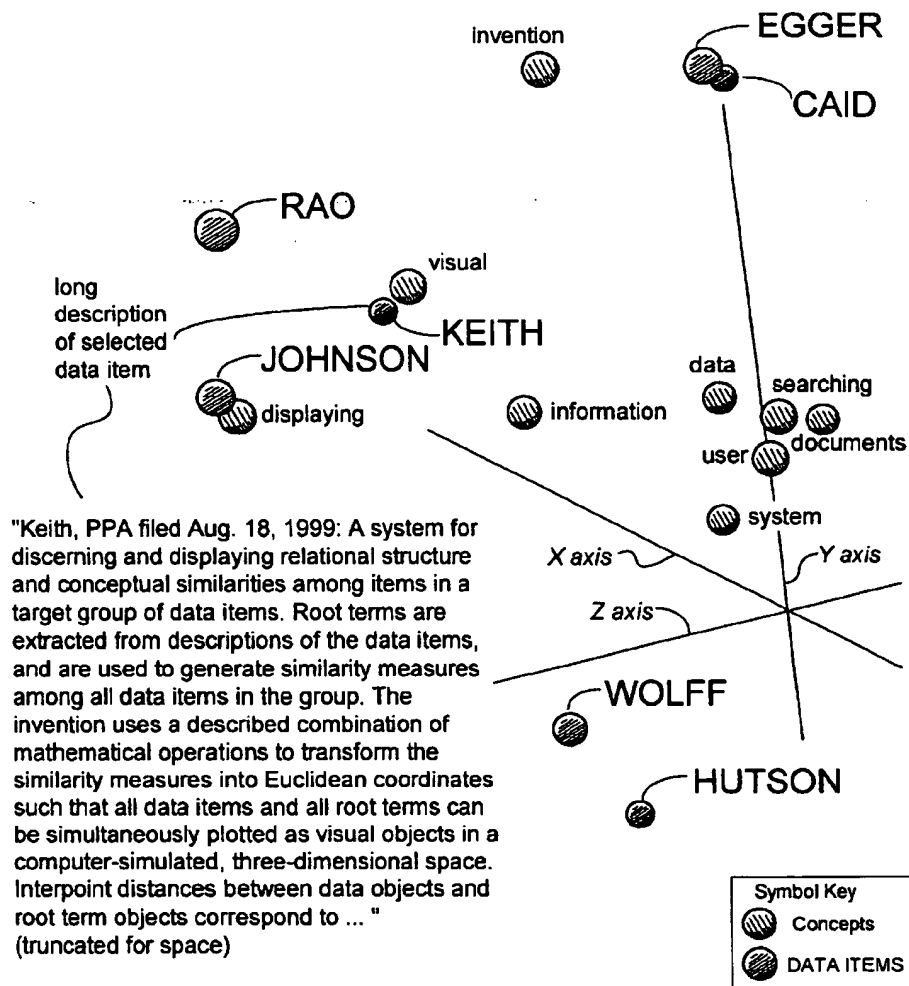 invention
EGGER
CAID
RAO
visual
long
description
of selected
data item
KEITH
JOHNSON
displaying
information
data
searching
documents
user
system
X axis
Y axis
Z axis
"Keith, PPA filed Aug. 18, 1999: A system for
discerning and displaying relational structure
and conceptual similarities among items in a
target group of data items. Root terms are
extracted from descriptions of the data items,
and are used to generate similarity measures
among all data items in the group. The
invention uses a described combination of
mathematical operations to transform the
similarity measures into Euclidean coordinates
such that all data items and all root terms can
be simultaneously plotted as visual objects in a
computer-simulated, three-dimensional space.
Interpoint distances between data objects and
root term objects correspond to ... "
(truncated for space)
WOLFF
HUTSON
Symbol Key
Concepts
DATA ITEMS